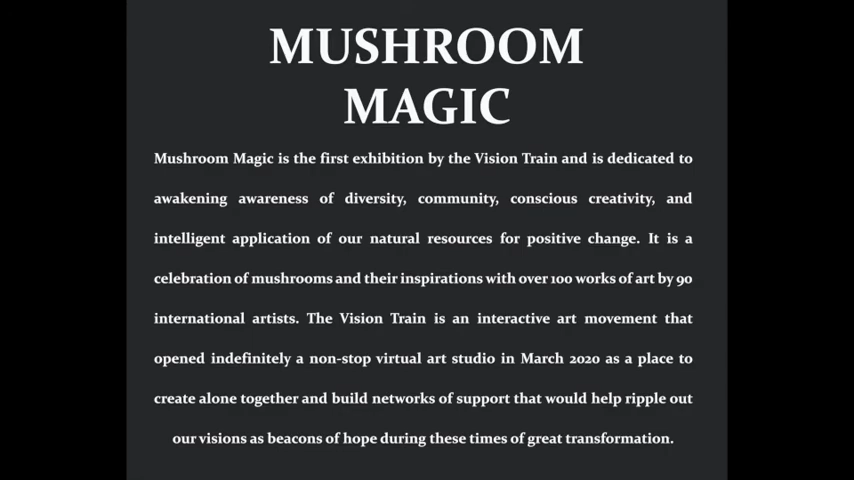 MUSHROOM
MAGIC
Mushroom Magic is the first exhibition by the Vision Train and is dedicated to
awakening awareness of diversity, community, conscious creativity, and
intelligent application of our natural resources for positive change. It is a
celebration of mushrooms and their inspirations with over 100 works of art by 90
international artists. The Vision Train is an interactive art movement that
opened indefinitely a non-stop virtual art studio in March 2020 as a place to
create alone together and build networks of support that would help ripple out
our visions as beacons of hope during these times of great transformation.